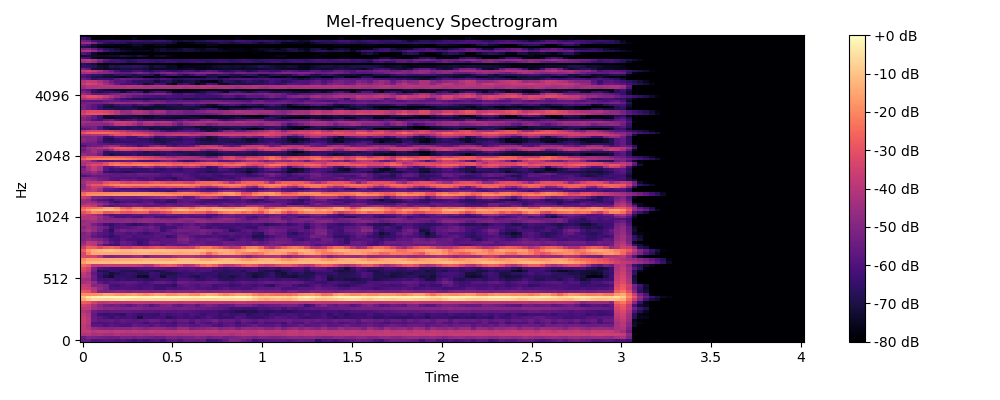 Mel-frequency Spectrogram
Hz
4096
2048
1024
512
0
0 0.5 1 1.5 2 2.5 3 3.5 4
Time
+0 dB
-10 dB
-20 dB
-30 dB
-40 dB
-50 dB
-60 dB
-70 dB
-80 dB